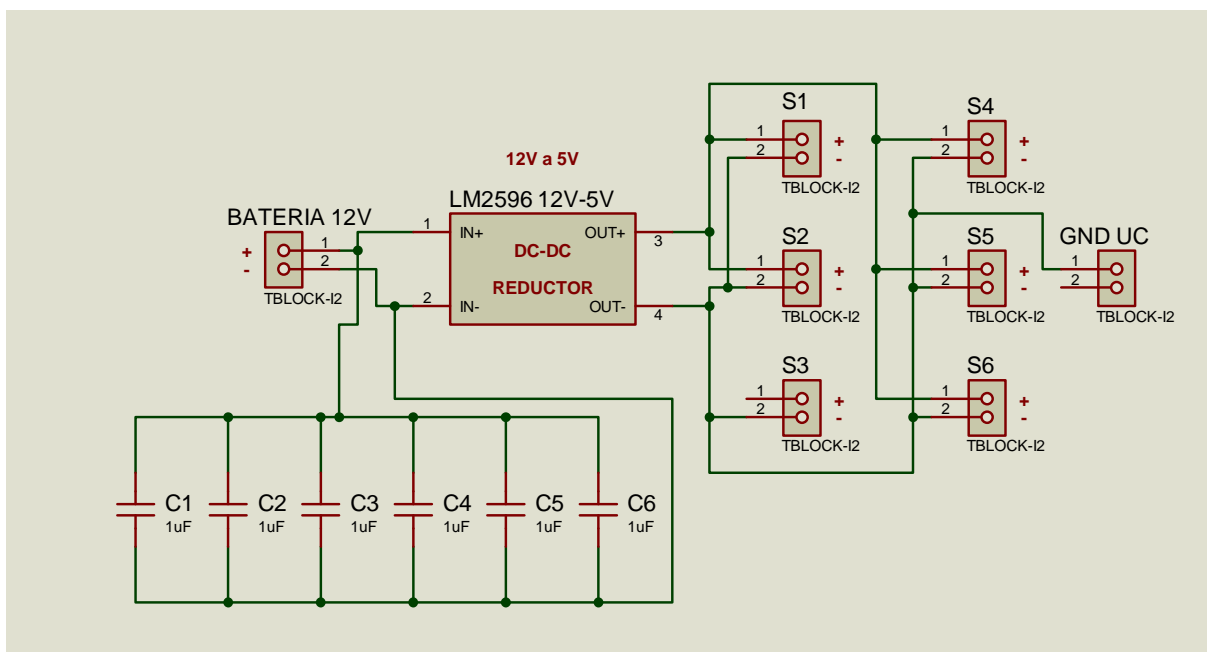 S1
S4
1
2
+
-
TBLOCK-I2
1
2
+
-
TBLOCK-I2
12V a 5V
LM2596 12V-5V
BATERIA 12V
+
-
1
2
TBLOCK-I2
1
IN+
2
IN-
DC-DC
REDUCTOR
OUT+
3
OUT-
4
S2
S5
GND UC
1
2
+
-
TBLOCK-I2
1
2
+
-
TBLOCK-I2
1
2
TBLOCK-I2
S3
S6
1
2
+
-
TBLOCK-I2
1
2
+
-
TBLOCK-I2
C1
1uF
C2
1uF
C3
1uF
C4
1uF
C5
1uF
C6
1uF